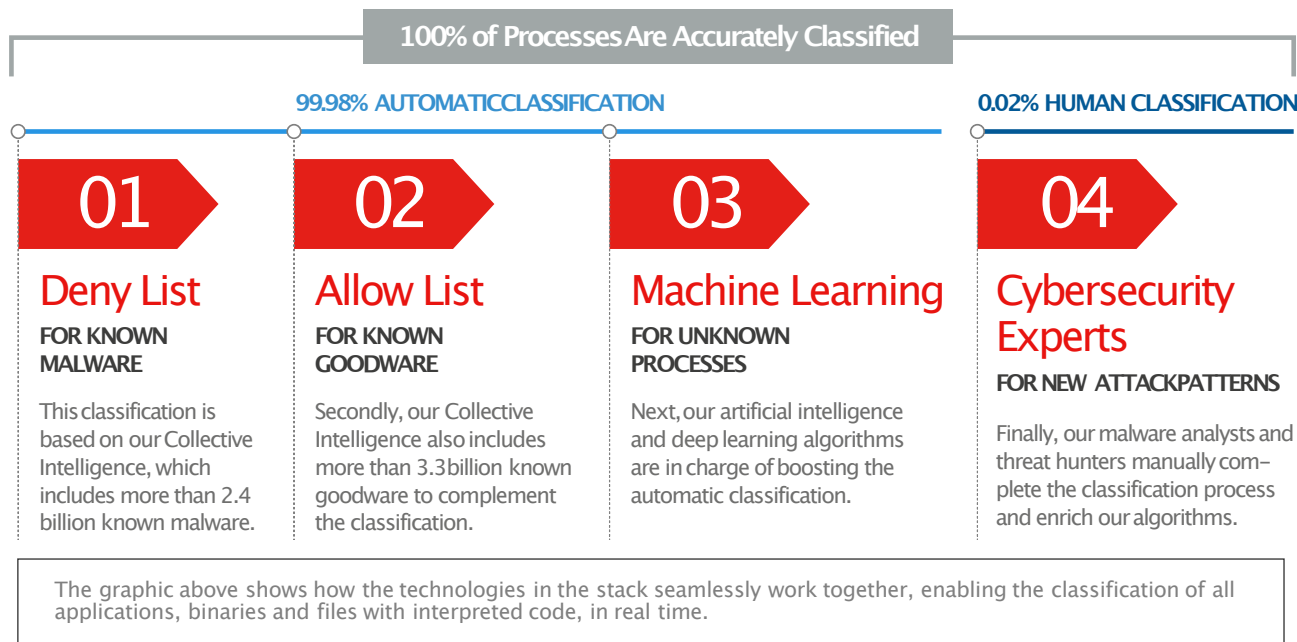 100% of Processes Are Accurately Classified
99.98% AUTOMATIC CLASSIFICATION
0.02% HUMAN CLASSIFICATION
01
Deny List
FOR KNOWN
MALWARE
This classification is
based on our Collective
Intelligence, which
includes more than 2.4
billion known malware.
02
Allow List
FOR KNOWN
GOODWARE
Secondly, our Collective
Intelligence also includes
more than 3.3 billion known
goodware to complement
the classification.
03
Machine Learning
FOR UNKNOWN
PROCESSES
Next, our artificial intelligence
and deep learning algorithms
are in charge of boosting the
automatic classification.
04
Cybersecurity
Experts
FOR NEW ATTACK PATTERNS
Finally, our malware analysts and
threat hunters manually com–
plete the classification process
and enrich our algorithms.
The graphic above shows how the technologies in the stack seamlessly work together, enabling the classification of all
applications, binaries and files with interpreted code, in real time.